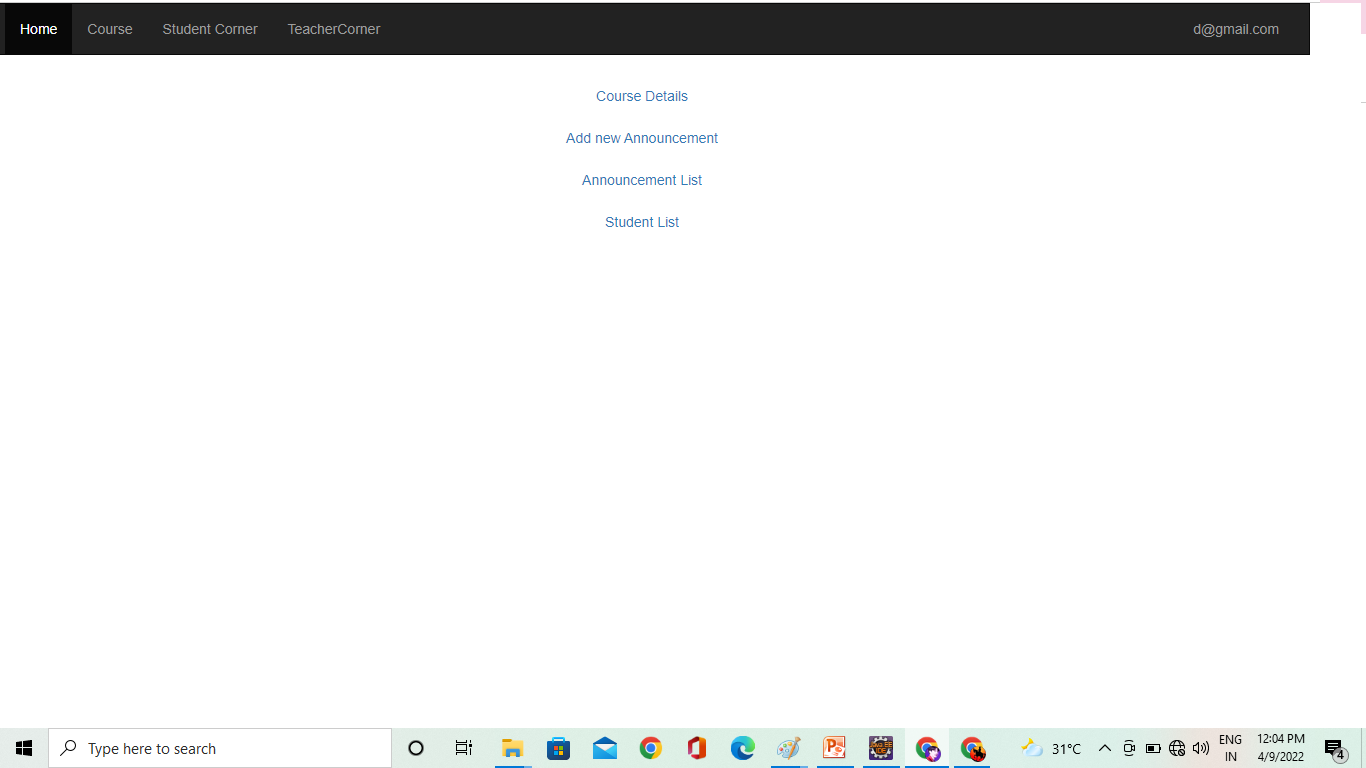 Home Course Student Corner TeacherCorner d@gmail.com
Course Details
Add new Announcement
Announcement List
Student List
Type here to search
31°C
ENG
IN
12:04 PM
4/9/2022
4